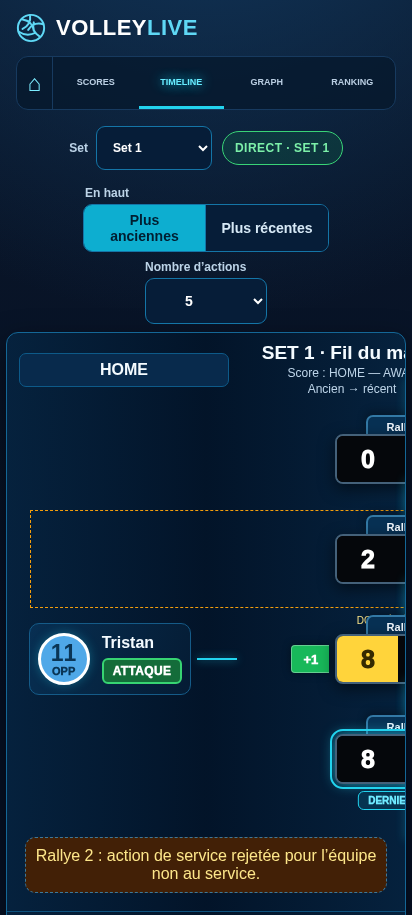 VOLLEYLIVE
⌂ SCORES TIMELINE GRAPH RANKING
Set Set 1 DIRECT · SET 1
En haut
Plus
anciennes
Plus récentes
Nombre d'actions
5
SET 1 · Fil du
HOME
Score : HOME —
Ancien → récent
0
2
8
Tristan
11
OPP
ATTAQUE
+1
8
Rallye 2 : action de service rejetée pour l’équipe
non au service.